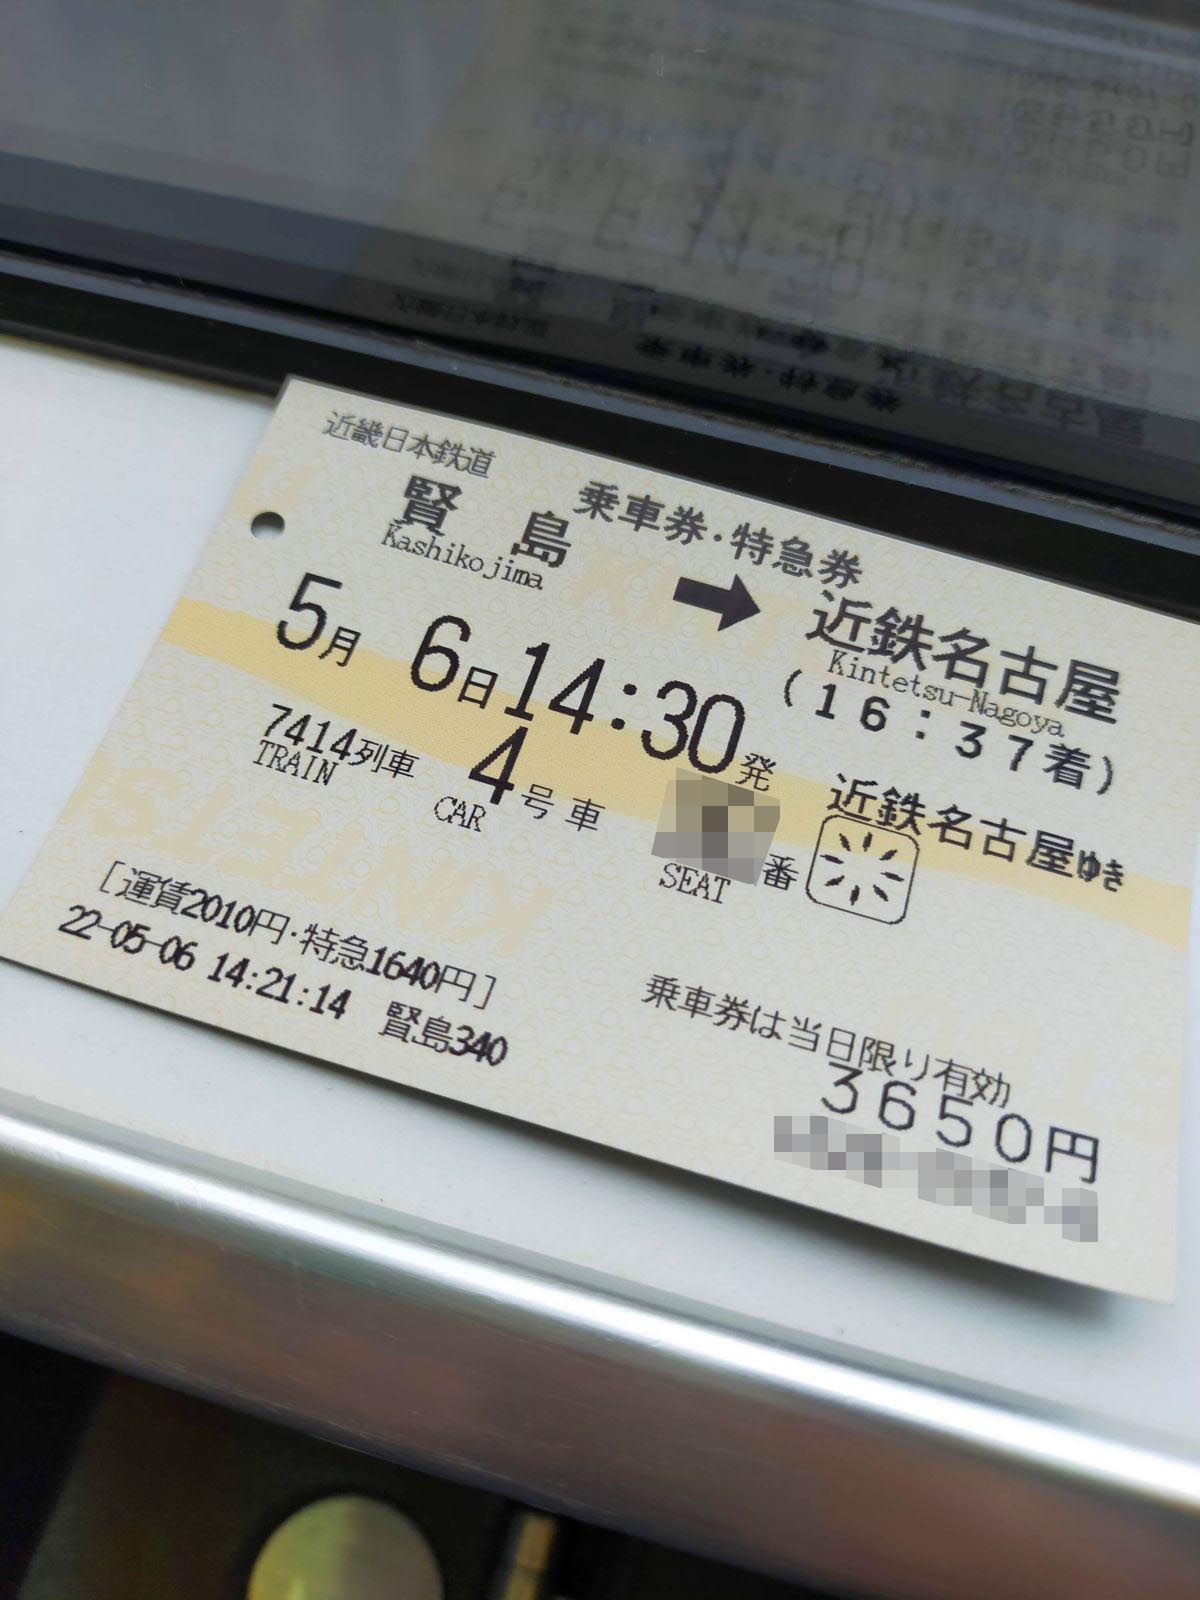 近畿日本鉄道
乗車券・特急券
賢島 ➡ 近鉄名古屋
Kashikojima Kintetsu-Nagoya
5月 6日 14:30発 (16:37着)
7414列車 4号車 番 近鉄名古屋ゆき
TRAIN CAR SEAT
[運賃2010円・特急1640円]
22-05-06 14:21:14 賢島340
乗車券は当日限り有効
3650円